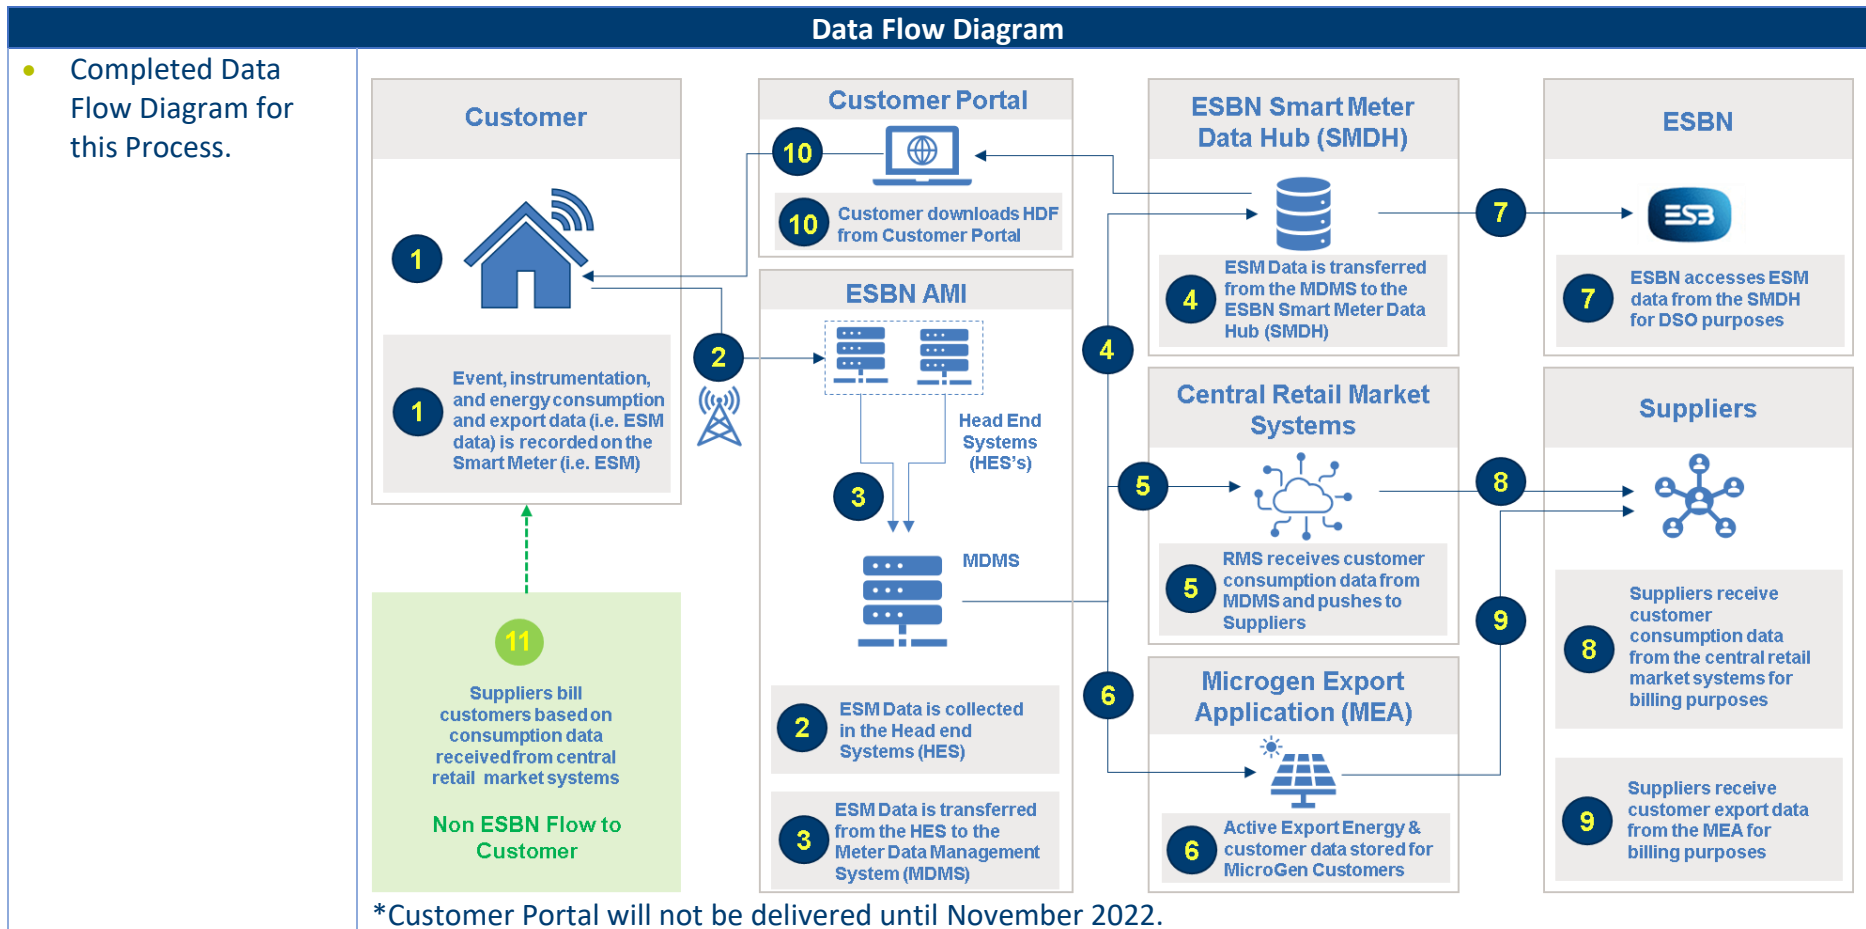 Data Flow Diagram
• Completed Data
Flow Diagram for
this Process.
Customer
1
1
Event, instrumentation,
and energy consumption
and export data (i.e. ESM
data) is recorded on the
Smart Meter (i.e. ESM)
11
Suppliers bill
customers based on
consumption data
received from central
retail market systems
Non ESBN Flow to
Customer
2
Customer Portal
10
10
Customer downloads HDF
from Customer Portal
ESBN AMI
Head End
Systems
(HES's)
3
MDMS
2
ESM Data is collected
in the Head end
Systems (HES)
3
ESM Data is transferred
from the HES to the
Meter Data Management
System (MDMS)
4
5
6
ESBN Smart Meter
Data Hub (SMDH)
4
ESM Data is transferred
from the MDMS to the
ESBN Smart Meter Data
Hub (SMDH)
Central Retail Market
Systems
5
RMS receives customer
consumption data from
MDMS and pushes to
Suppliers
Microgen Export
Application (MEA)
6
Active Export Energy &
customer data stored for
MicroGen Customers
7
8
9
ESBN
ESB
7
ESBN accesses ESM
data from the SMDH
for DSO purposes
Suppliers
8
Suppliers receive
customer
consumption data
from the central retail
market systems for
billing purposes
9
Suppliers receive
customer export data
from the MEA for
billing purposes
*Customer Portal will not be delivered until November 2022.